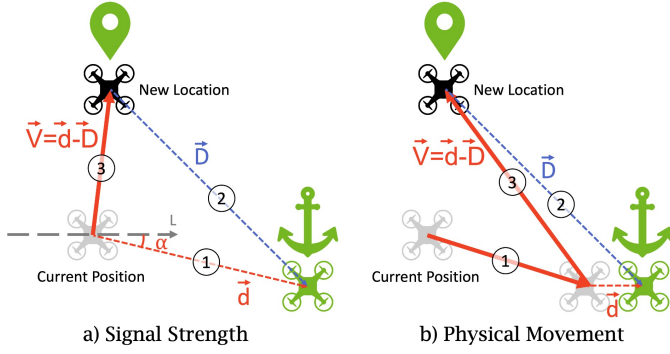 New Location
V=d-D
D
3
2
L
α
1
Current Position
d
a) Signal Strength
New Location
V=d-D
D
3
2
1
Current Position
d
b) Physical Movement